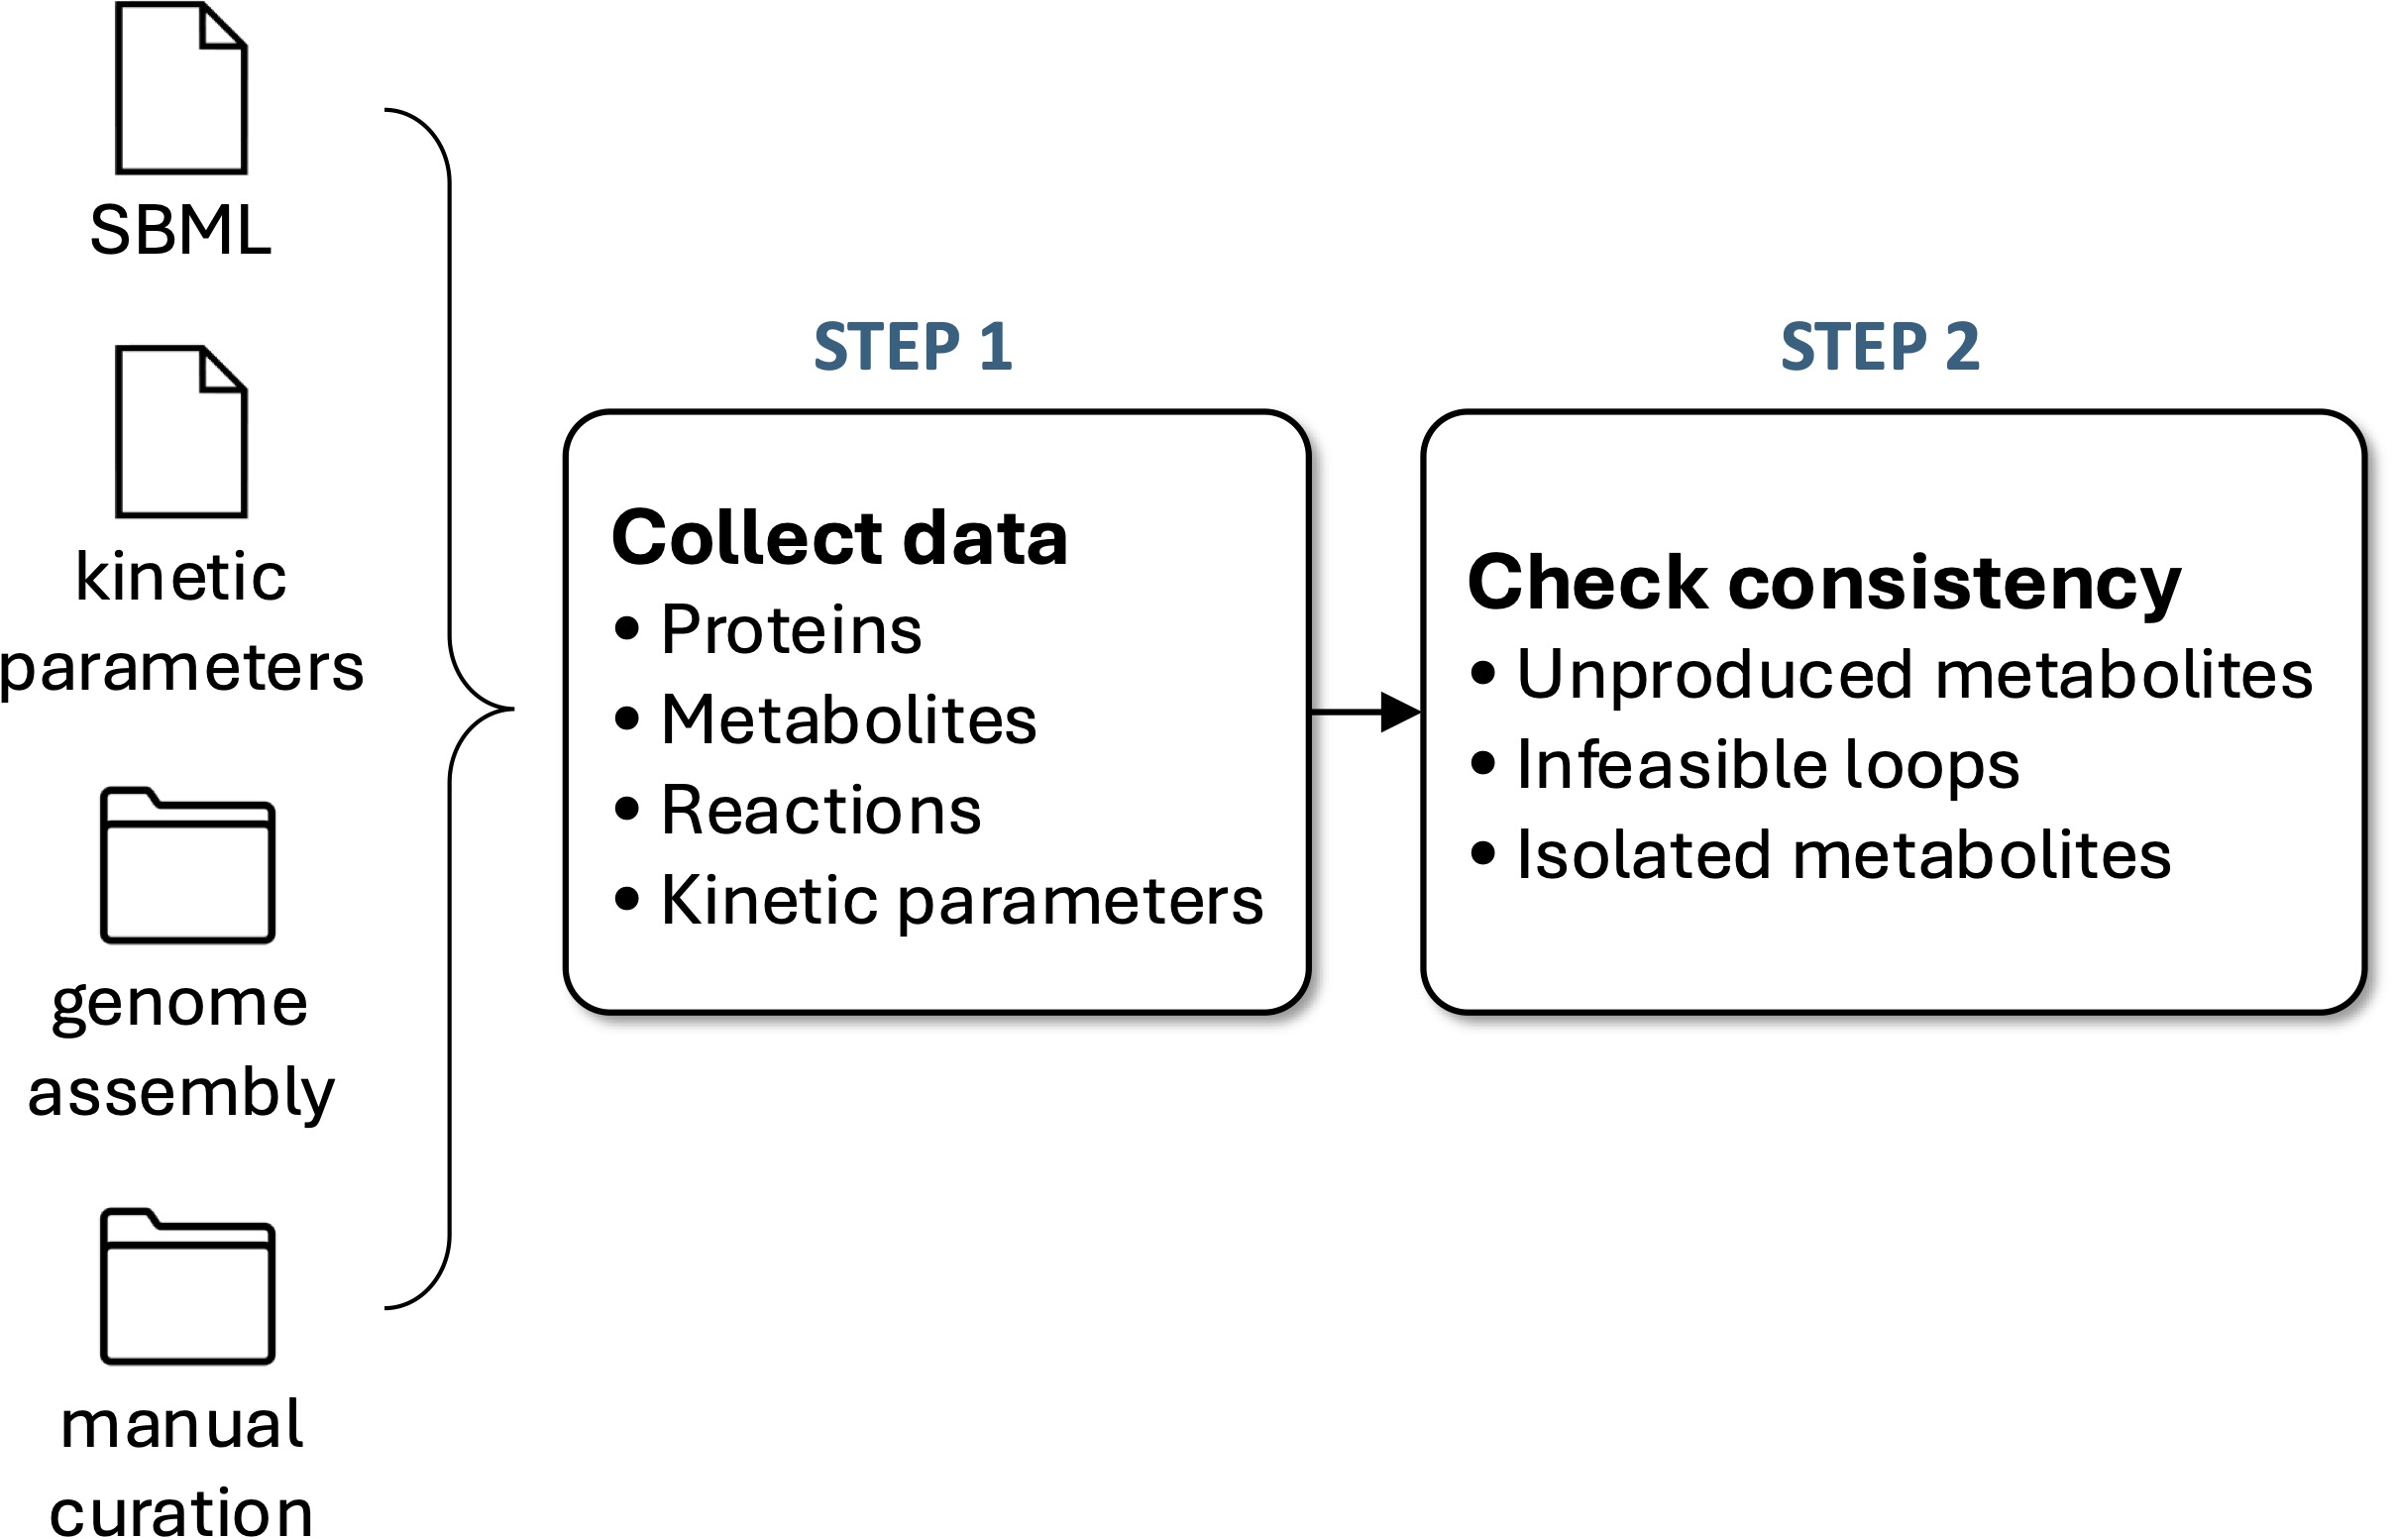 SBML
kinetic
parameters
genome
assembly
manual
curation
STEP 1
Collect data
• Proteins
• Metabolites
• Reactions
• Kinetic parameters
STEP 2
Check consistency
• Unproduced metabolites
• Infeasible loops
• Isolated metabolites